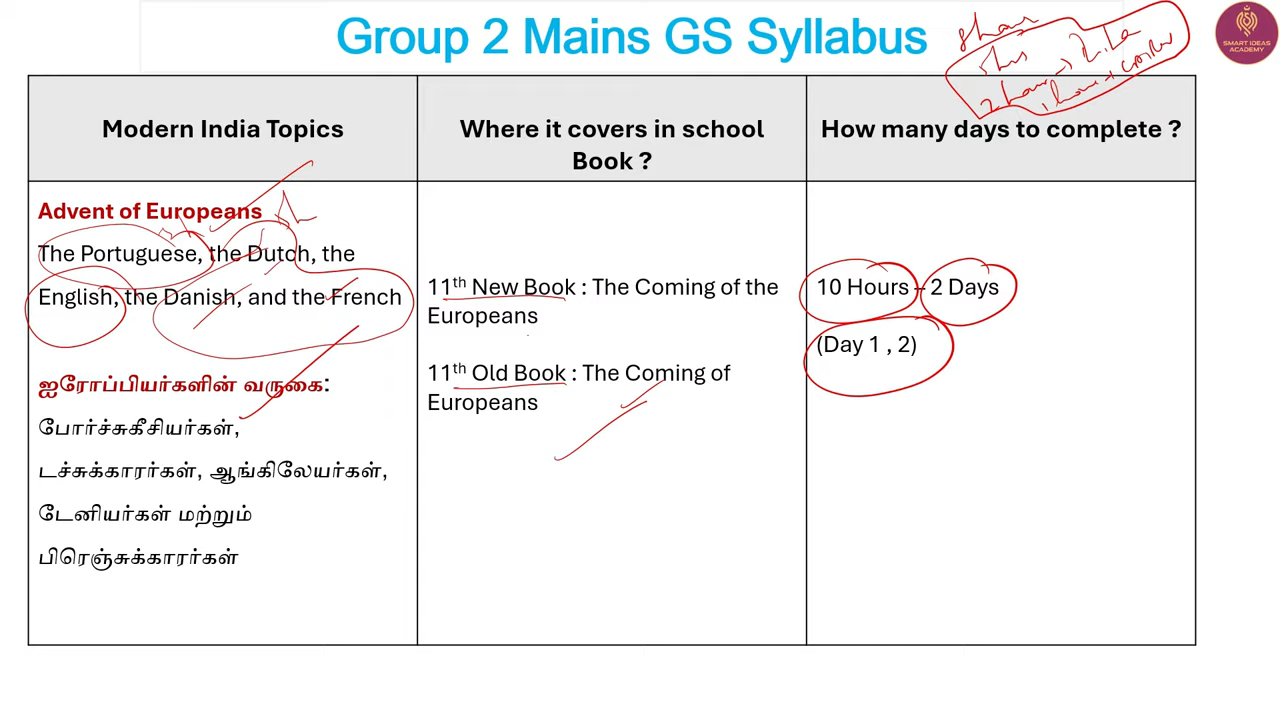 Group 2 Mains GS Syllabus
SMART IDEAS
ACADEMY
Modern India Topics
Where it covers in school
Book ?
How many days to complete ?
Advent of Europeans
The Portuguese, the Dutch, the
English, the Danish, and the French
ஐரோப்பியர்களின் வருகை:
போர்ச்சுகீசியர்கள்,
டச்சுக்காரர்கள், ஆங்கிலேயர்கள்,
டேனியர்கள் மற்றும்
பிரெஞ்சுக்காரர்கள்
11th New Book : The Coming of the
Europeans
11th Old Book : The Coming of
Europeans
10 Hours – 2 Days
(Day 1 , 2)